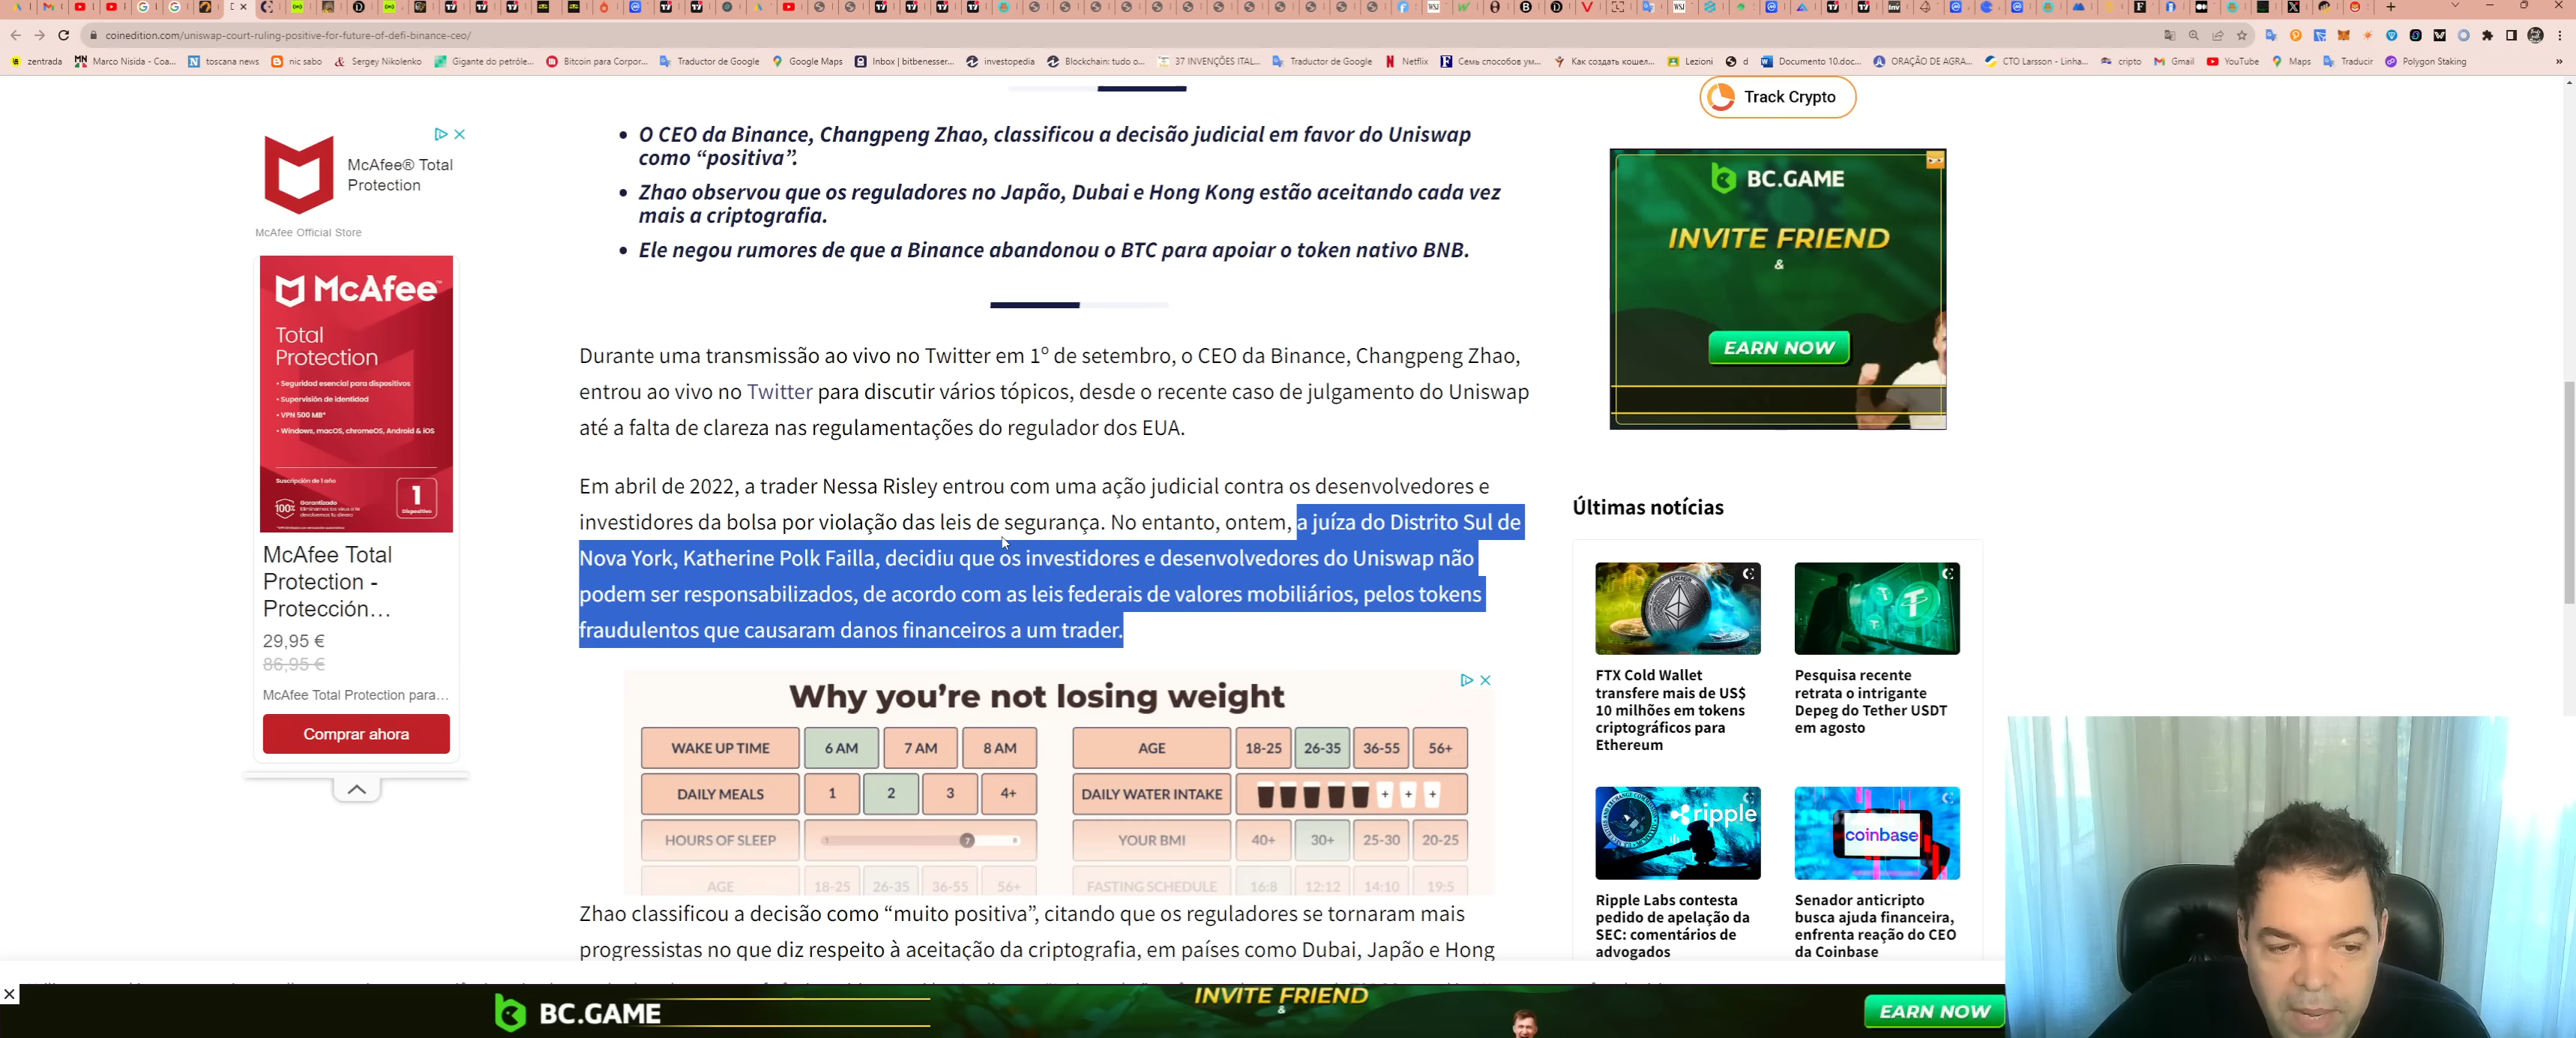 coinedition.com/uniswap-court-ruling-positive-for-future-of-defi-binance-ceo/
zentrada
Marco Nisida - Coa...
toscana news
nic sabo
Sergey Nikolenko
Gigante do petróle...
Bitcoin para Corpor...
Traductor de Google
Google Maps
Inbox | bitbenesser...
investopedia
Blockchain: tudo o...
37 INVENÇÕES ITAL...
Traductor de Google
Netflix
Семь способов ум...
Как создать кошел...
Lezioni
d
Documento 10.doc...
ORAÇÃO DE AGRA...
CTO Larsson - Linha...
cripto
Gmail
YouTube
Maps
Traducir
Polygon Staking
»
McAfee® Total
Protection
McAfee Official Store
McAfee™
Total
Protection
• Seguridad esencial para dispositivos
• Supervisión de identidad
• VPN 500 MB*
• Windows, macOS, chromeOS, Android & iOS
Suscripción de 1 año
100%
Garantizado
1
Dispositivo
McAfee Total
Protection -
Protección...
29,95 €
86,95 €
McAfee Total Protection para...
Comprar ahora
• O CEO da Binance, Changpeng Zhao, classificou a decisão judicial em favor do Uniswap
como “positiva”.
• Zhao observou que os reguladores no Japão, Dubai e Hong Kong estão aceitando cada vez
mais a criptografia.
• Ele negou rumores de que a Binance abandonou o BTC para apoiar o token nativo BNB.
Durante uma transmissão ao vivo no Twitter em 1º de setembro, o CEO da Binance, Changpeng Zhao,
entrou ao vivo no Twitter para discutir vários tópicos, desde o recente caso de julgamento do Uniswap
até a falta de clareza nas regulamentações do regulador dos EUA.
Em abril de 2022, a trader Nessa Risley entrou com uma ação judicial contra os desenvolvedores e
investidores da bolsa por violação das leis de segurança. No entanto, ontem, a juíza do Distrito Sul de
Nova York, Katherine Polk Failla, decidiu que os investidores e desenvolvedores do Uniswap não
podem ser responsabilizados, de acordo com as leis federais de valores mobiliários, pelos tokens
fraudulentos que causaram danos financeiros a um trader.
Why you’re not losing weight
WAKE UP TIME 6 AM 7 AM 8 AM
DAILY MEALS 1 2 3 4+
HOURS OF SLEEP 7
AGE 18-25 26-35 36-55 56+
AGE 18-25 26-35 36-55 56+
DAILY WATER INTAKE + + +
YOUR BMI 40+ 30+ 25-30 20-25
FASTING SCHEDULE 16:8 12:12 14:10 19:5
Zhao classificou a decisão como “muito positiva”, citando que os reguladores se tornaram mais
progressistas no que diz respeito à aceitação da criptografia, em países como Dubai, Japão e Hong
Track Crypto
BC.GAME
INVITE FRIEND
&
EARN NOW
Últimas notícias
FTX Cold Wallet
transfere mais de US$
10 milhões em tokens
criptográficos para
Ethereum
Pesquisa recente
retrata o intrigante
Depeg do Tether USDT
em agosto
ripple
Ripple Labs contesta
pedido de apelação da
SEC: comentários de
advogados
coinbase
Senador anticripto
busca ajuda financeira,
enfrenta reação do CEO
da Coinbase
BC.GAME
INVITE FRIEND
&
EARN NOW